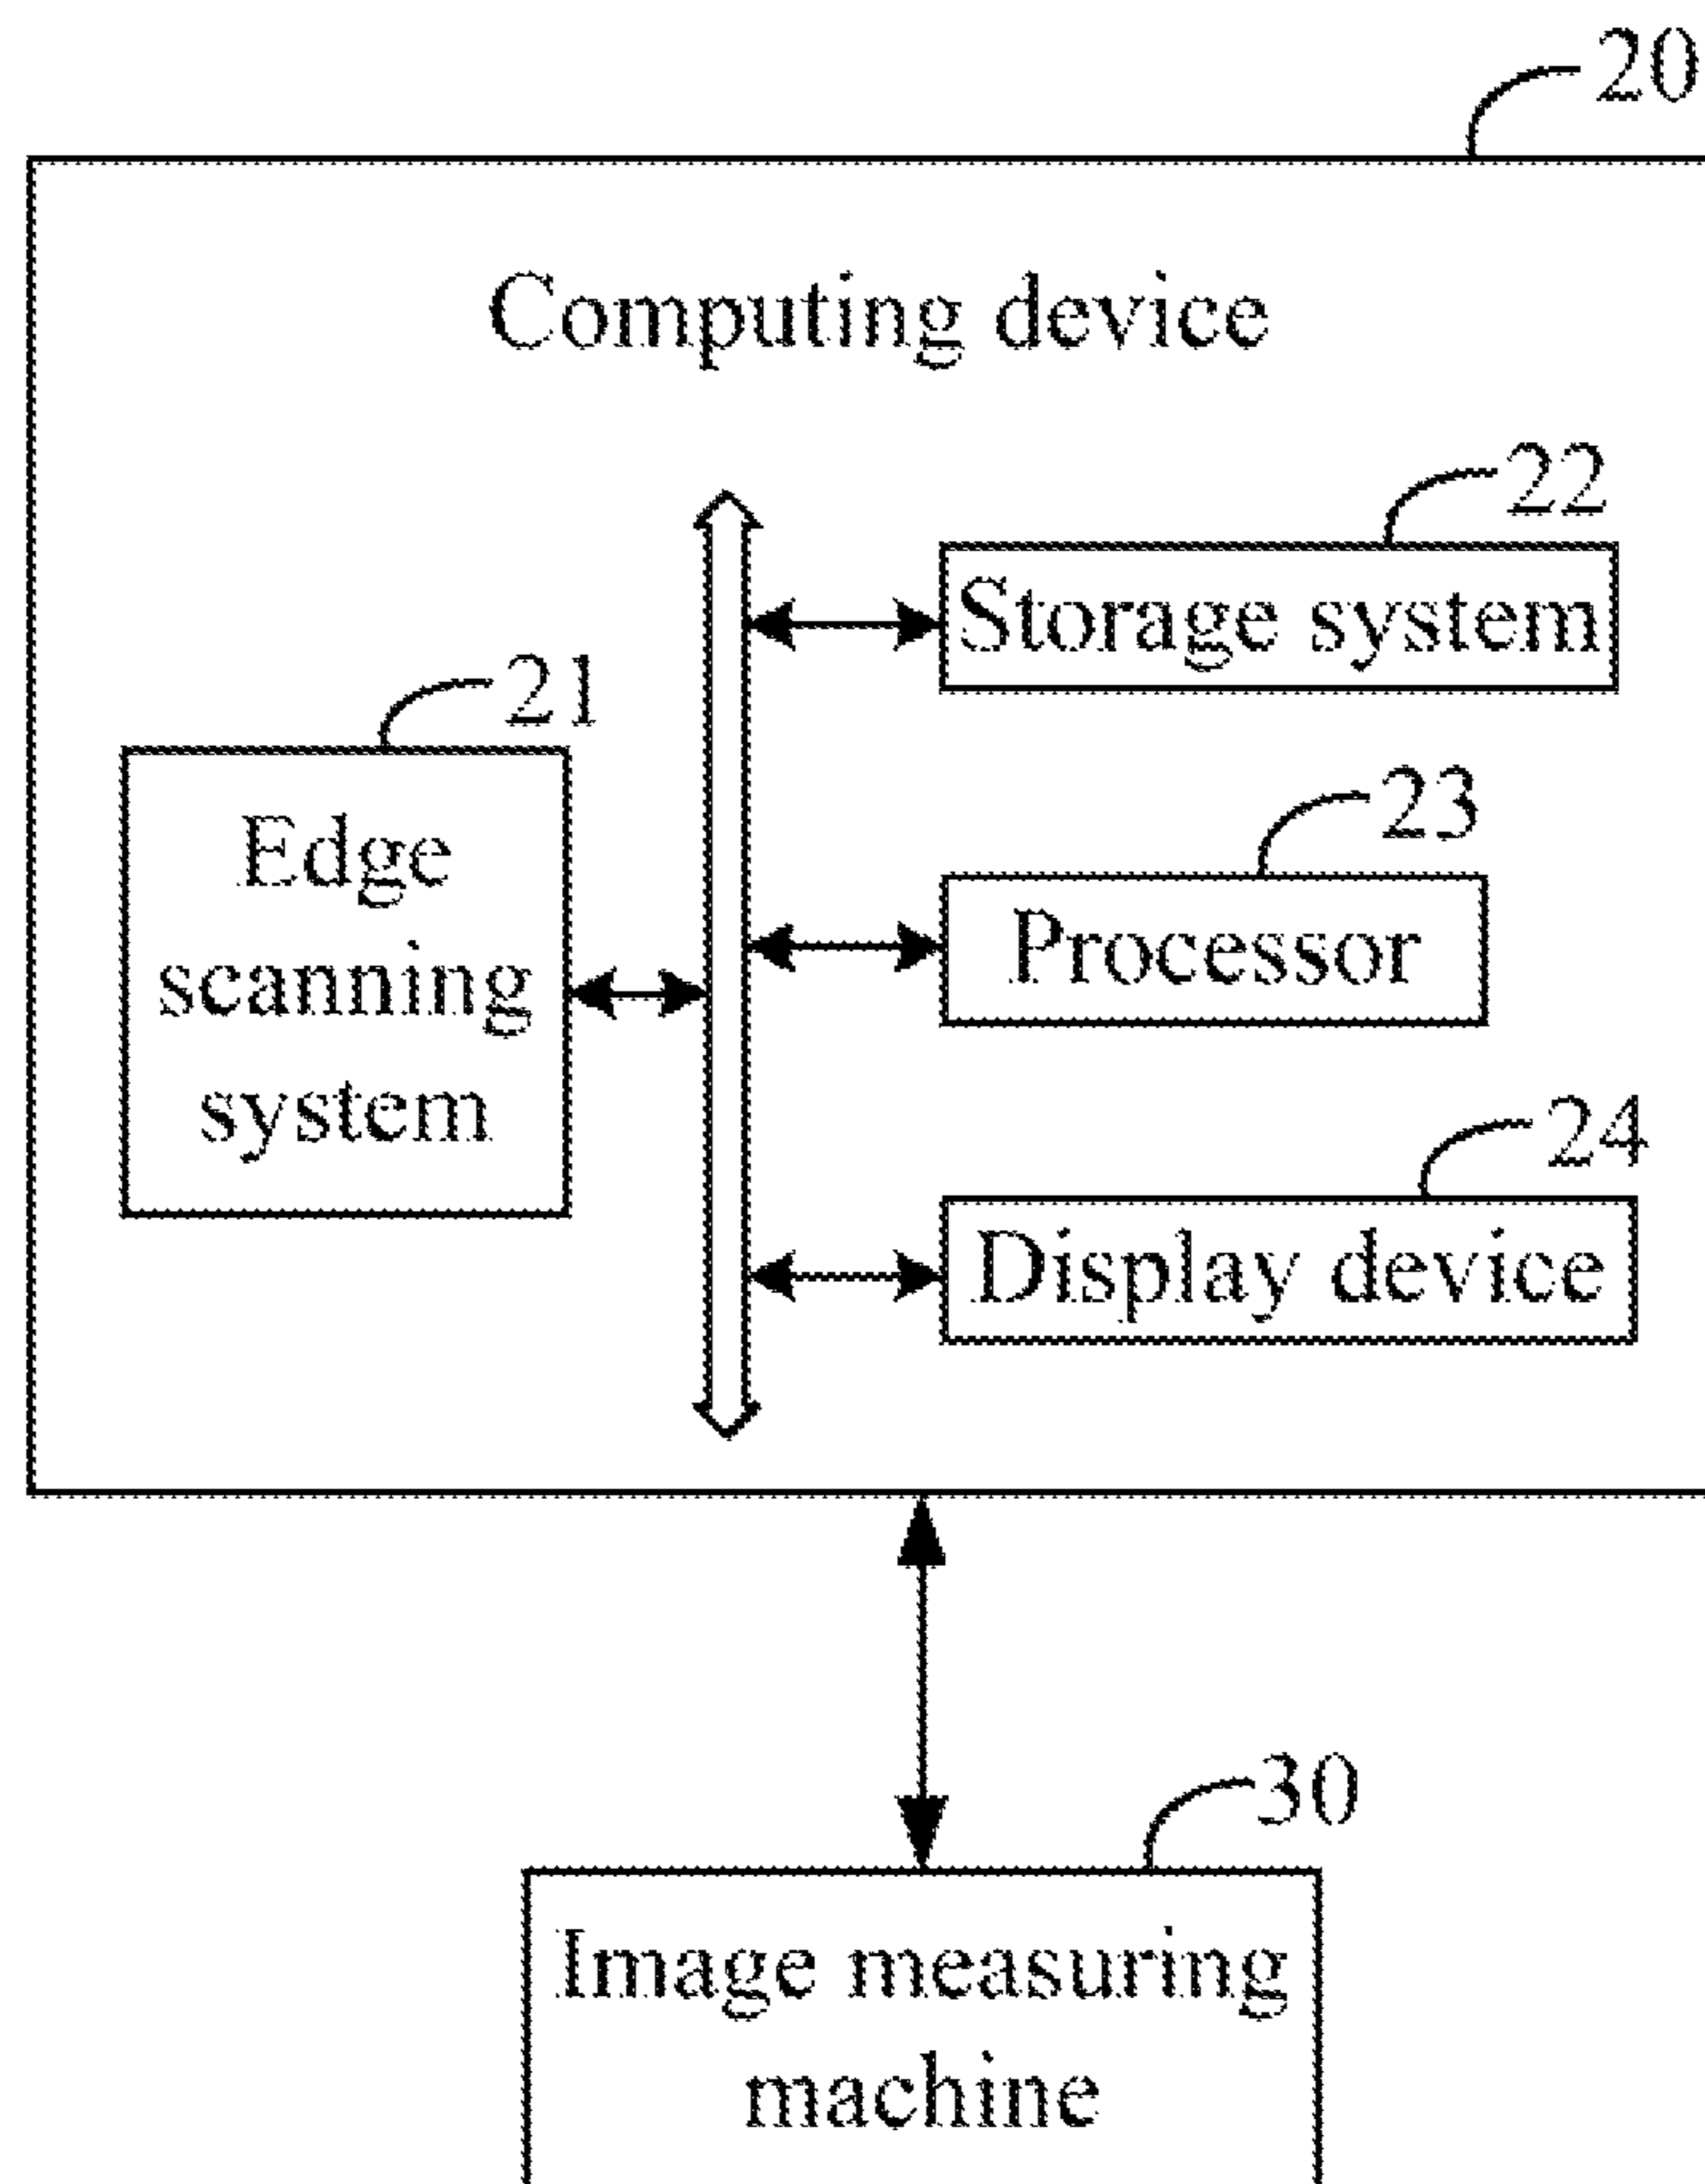 20
Computing device
22
Storage system
21
Edge
scanning
system
23
Processor
24
Display device
30
Image measuring
machine